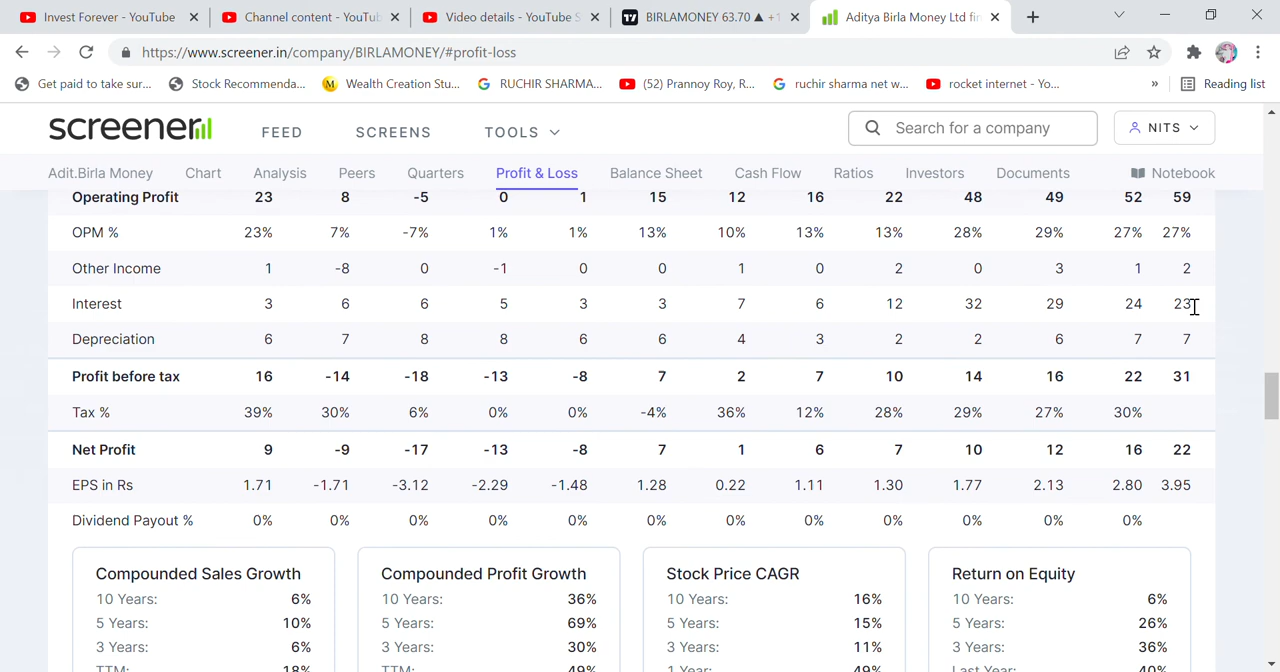 Invest Forever - YouTube
Channel content - YouTu
Video details - YouTube S
BIRLAMONEY 63.70 ▲ +1
Aditya Birla Money Ltd fin
https://www.screener.in/company/BIRLAMONEY/#profit-loss
Get paid to take sur... Stock Recommenda... Wealth Creation Stu... RUCHIR SHARMA... (52) Prannoy Roy, R... ruchir sharma net w... rocket internet - Yo... » Reading list
screener FEED SCREENS TOOLS Search for a company NITS
Adit.Birla Money Chart Analysis Peers Quarters Profit & Loss Balance Sheet Cash Flow Ratios Investors Documents Notebook
Operating Profit 23 8 -5 0 1 15 12 16 22 48 49 52 59
OPM % 23% 7% -7% 1% 1% 13% 10% 13% 13% 28% 29% 27% 27%
Other Income 1 -8 0 -1 0 0 1 0 2 0 3 1 2
Interest 3 6 6 5 3 3 7 6 12 32 29 24 23
Depreciation 6 7 8 8 6 6 4 3 2 2 6 7 7
Profit before tax 16 -14 -18 -13 -8 7 2 7 10 14 16 22 31
Tax % 39% 30% 6% 0% 0% -4% 36% 12% 28% 29% 27% 30%
Net Profit 9 -9 -17 -13 -8 7 1 6 7 10 12 16 22
EPS in Rs 1.71 -1.71 -3.12 -2.29 -1.48 1.28 0.22 1.11 1.30 1.77 2.13 2.80 3.95
Dividend Payout % 0% 0% 0% 0% 0% 0% 0% 0% 0% 0% 0% 0%
Compounded Sales Growth
10 Years: 6%
5 Years: 10%
3 Years: 6%
TTM: 18%
Compounded Profit Growth
10 Years: 36%
5 Years: 69%
3 Years: 30%
TTM: 49%
Stock Price CAGR
10 Years: 16%
5 Years: 15%
3 Years: 11%
1 Year: 49%
Return on Equity
10 Years: 6%
5 Years: 26%
3 Years: 36%
Last Year: 40%